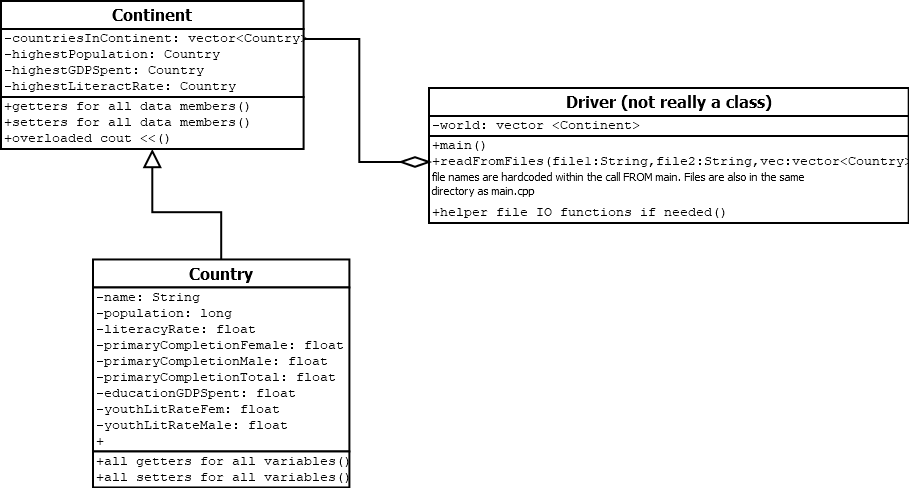 Continent
-countriesInContinent: vector<Country>
-highestPopulation: Country
-highestGDPSpent: Country
-highestLiteractRate: Country
+getters for all data members()
+setters for all data members()
+overloaded cout <<()
Driver (not really a class)
-world: vector <Continent>
+main()
+readFromFiles(file1:String,file2:String,vec:vector<Country>
file names are hardcoded within the call FROM main. Files are also in the same
directory as main.cpp
+helper file IO functions if needed()
Country
-name: String
-population: long
-literacyRate: float
-primaryCompletionFemale: float
-primaryCompletionMale: float
-primaryCompletionTotal: float
-educationGDPSpent: float
-youthLitRateFem: float
-youthLitRateMale: float
+
+all getters for all variables()
+all setters for all variables()